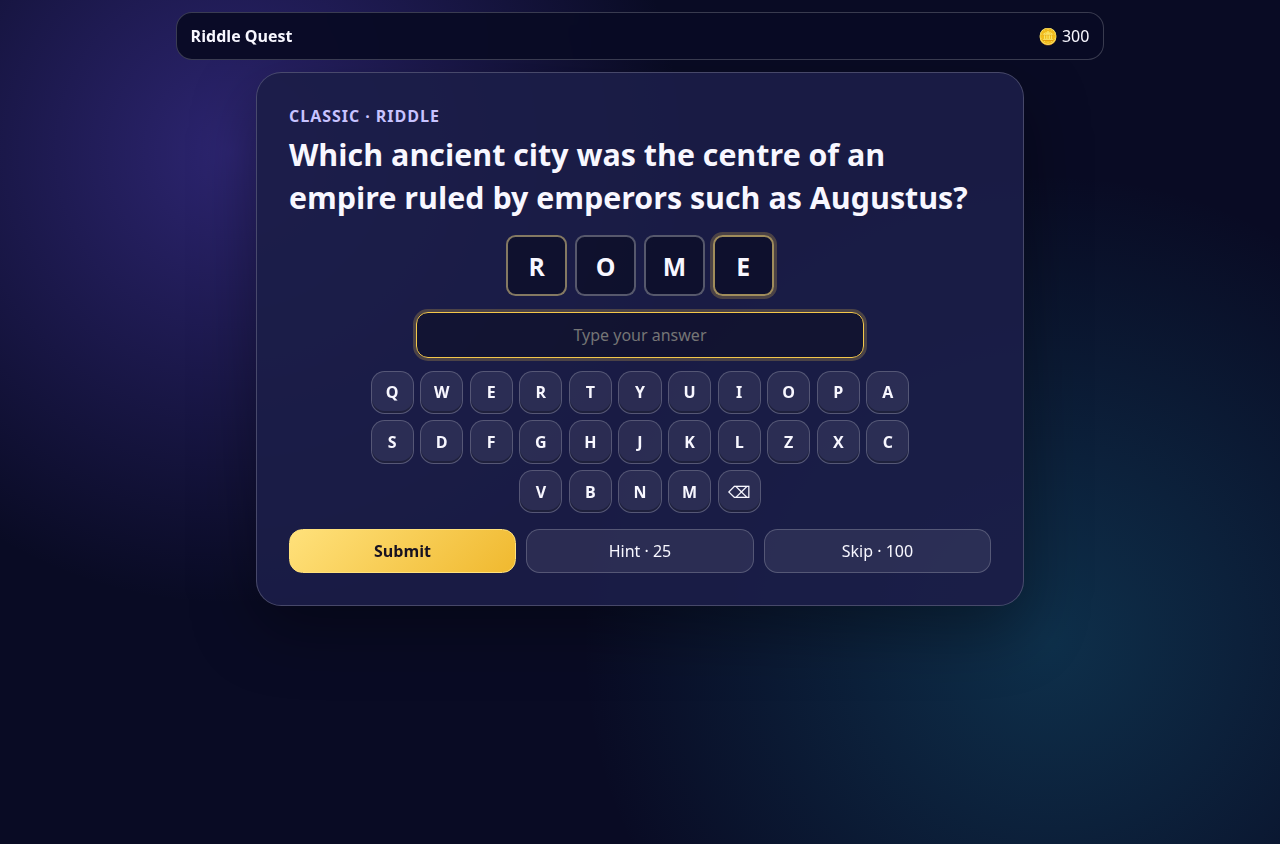 Riddle Quest
🪙 300
CLASSIC · RIDDLE
Which ancient city was the centre of an
empire ruled by emperors such as Augustus?
R O M E
Type your answer
Q W E R T Y U I O P A
S D F G H J K L Z X C
V B N M ⌫
Submit Hint · 25 Skip · 100